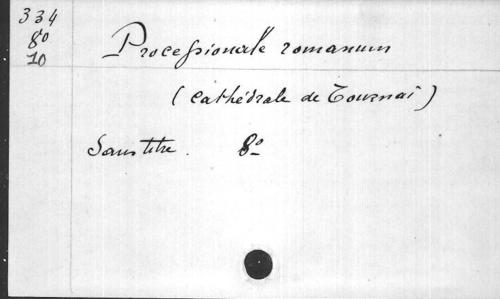 334
8º
10
Processionale romanum
(Cathédrale de Tournai)
Sans titre. 8º